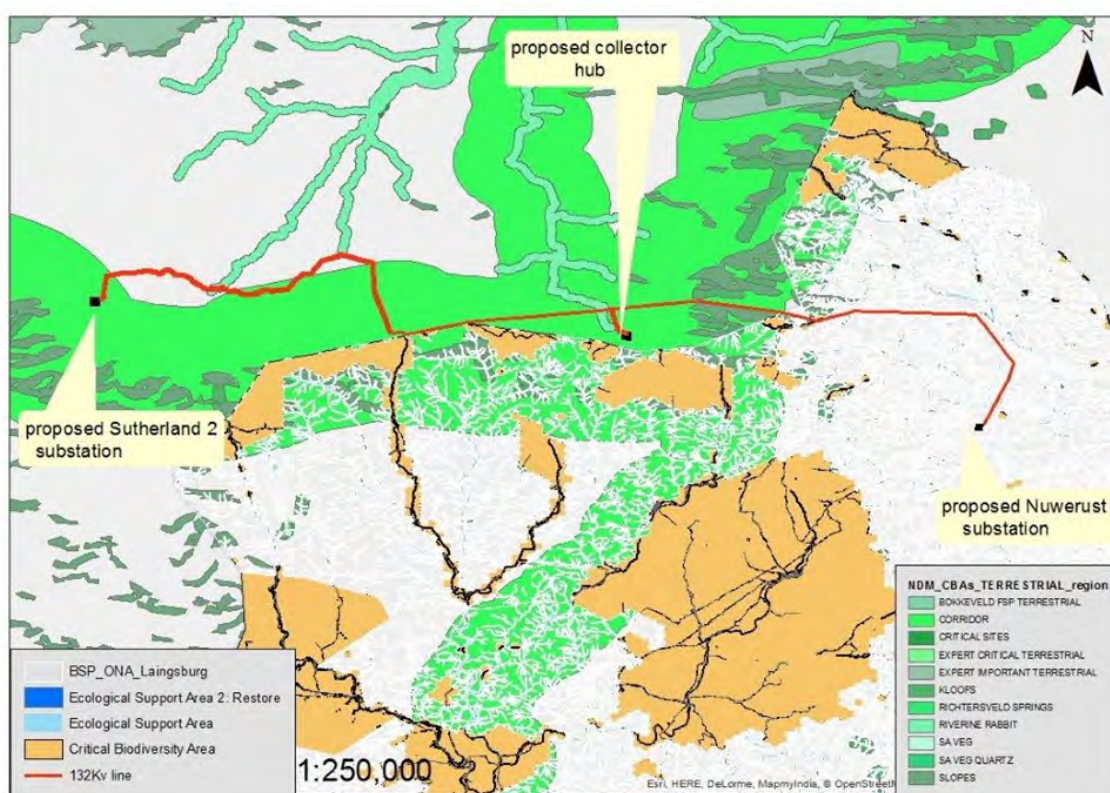 N
proposed collector
hub
proposed Sutherland 2
substation
proposed Nuwerust
substation
BSP_ONA_Laingsburg
Ecological Support Area 2: Restore
Ecological Support Area
Critical Biodiversity Area
132Kv line
1:250,000
NDM_CBAs_TERRESTRIAL_region
BOKKEVELD FSP TERRESTRIAL
CORRIDOR
CRITICAL SITES
EXPERT CRITICAL TERRESTRIAL
EXPERT IMPORTANT TERRESTRIAL
KLOOFS
RICHTERSVELD SPRINGS
RIVERINE RABBIT
SA VEG
SA VEG QUARTZ
SLOPES
Esri, HERE, DeLorme, MapmyIndia, © OpenStreet